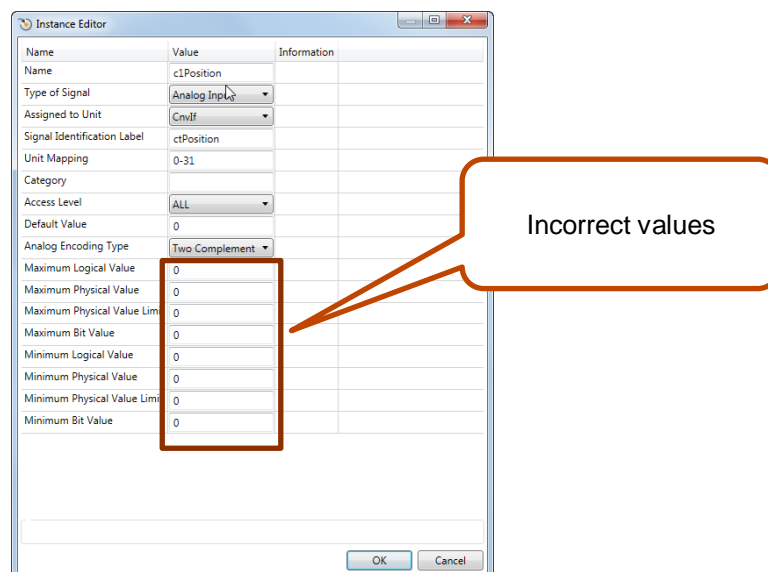 Instance Editor
Name Value Information
Name c1Position
Type of Signal Analog Input
Assigned to Unit CnvIf
Signal Identification Label ctPosition
Unit Mapping 0-31
Category
Access Level ALL
Default Value 0
Analog Encoding Type Two Complement
Maximum Logical Value 0
Maximum Physical Value 0
Maximum Physical Value Limi 0
Maximum Bit Value 0
Minimum Logical Value 0
Minimum Physical Value 0
Minimum Physical Value Limi 0
Minimum Bit Value 0
Incorrect values
OK Cancel